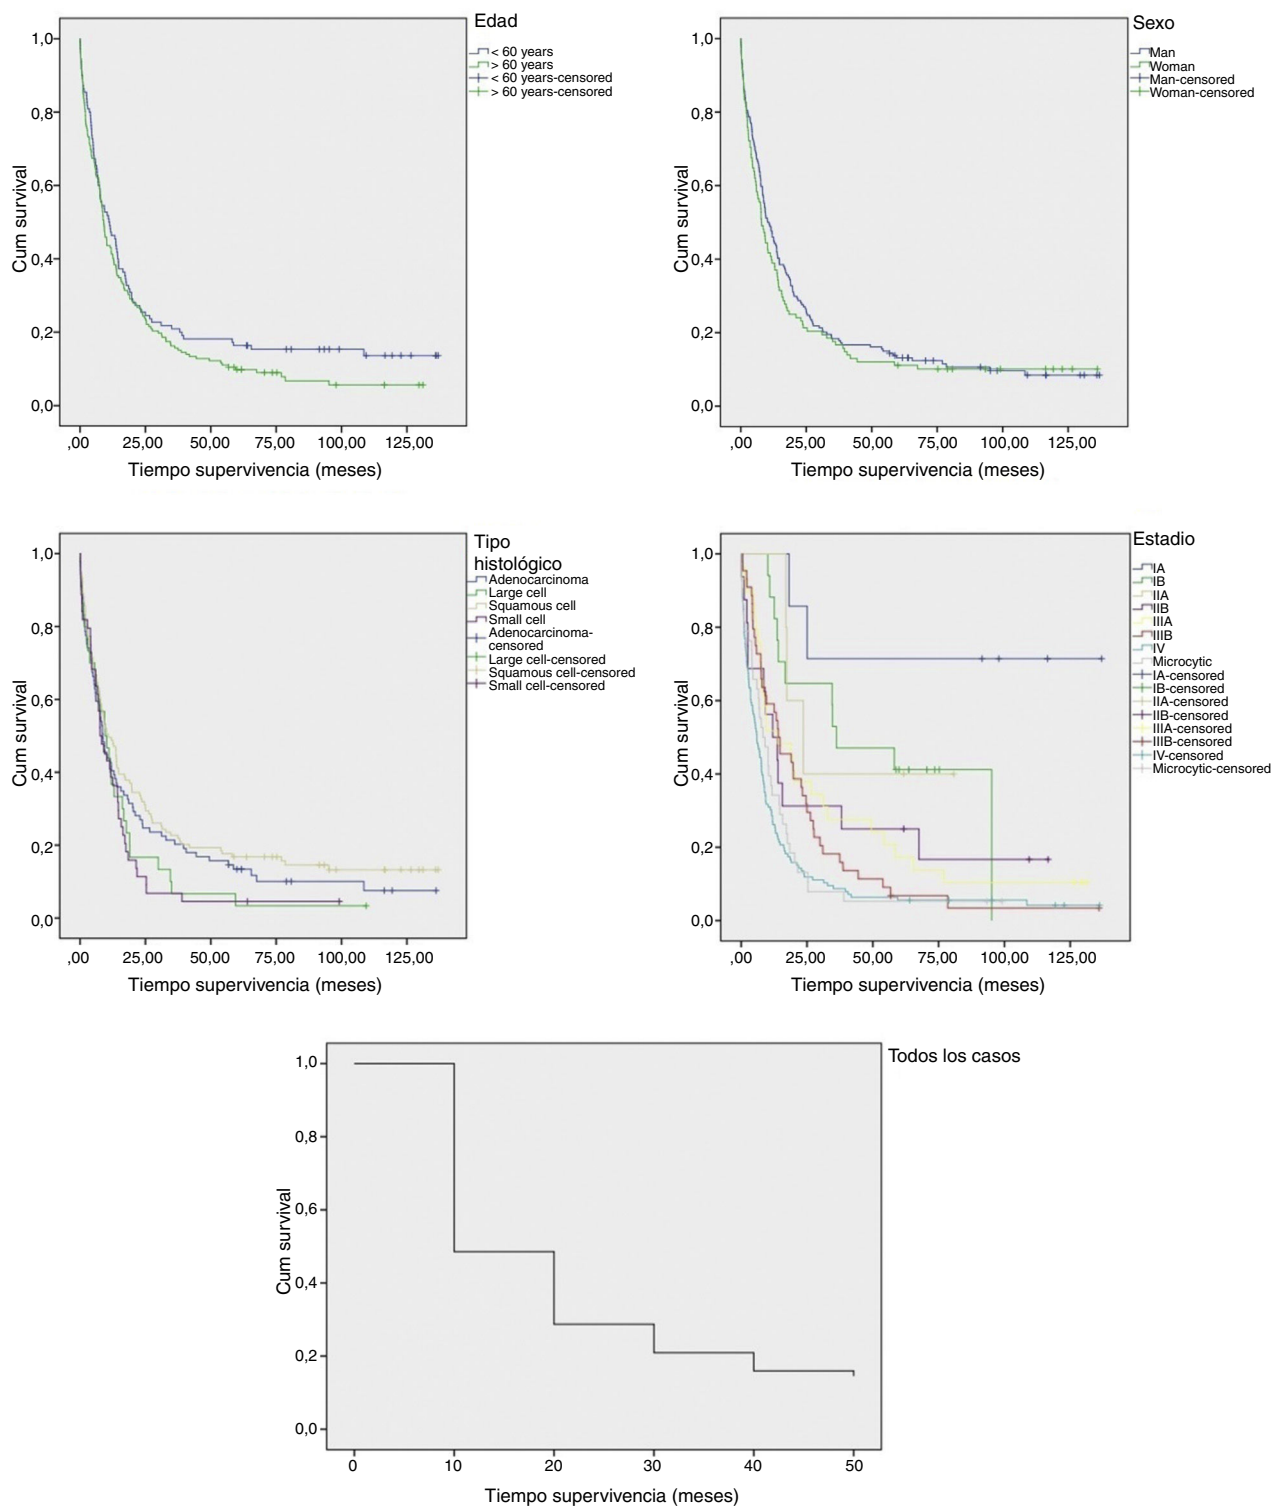 Edad
< 60 years
> 60 years
< 60 years-censored
> 60 years-censored
Cum survival
1,0
0,8
0,6
0,4
0,2
0,0
,00 25,00 50,00 75,00 100,00 125,00
Tiempo supervivencia (meses)
Sexo
Man
Woman
Man-censored
Woman-censored
Cum survival
1,0
0,8
0,6
0,4
0,2
0,0
,00 25,00 50,00 75,00 100,00 125,00
Tiempo supervivencia (meses)
Tipo
histológico
Adenocarcinoma
Large cell
Squamous cell
Small cell
Adenocarcinoma-
censored
Large cell-censored
Squamous cell-censored
Small cell-censored
Cum survival
1,0
0,8
0,6
0,4
0,2
0,0
,00 25,00 50,00 75,00 100,00 125,00
Tiempo supervivencia (meses)
Estadio
IA
IB
IIA
IIB
IIIA
IIIB
IV
Microcytic
IA-censored
IB-censored
IIA-censored
IIB-censored
IIIA-censored
IIIB-censored
IV-censored
Microcytic-censored
Cum survival
1,0
0,8
0,6
0,4
0,2
0,0
,00 25,00 50,00 75,00 100,00 125,00
Tiempo supervivencia (meses)
Todos los casos
Cum survival
1,0
0,8
0,6
0,4
0,2
0,0
0 10 20 30 40 50
Tiempo supervivencia (meses)